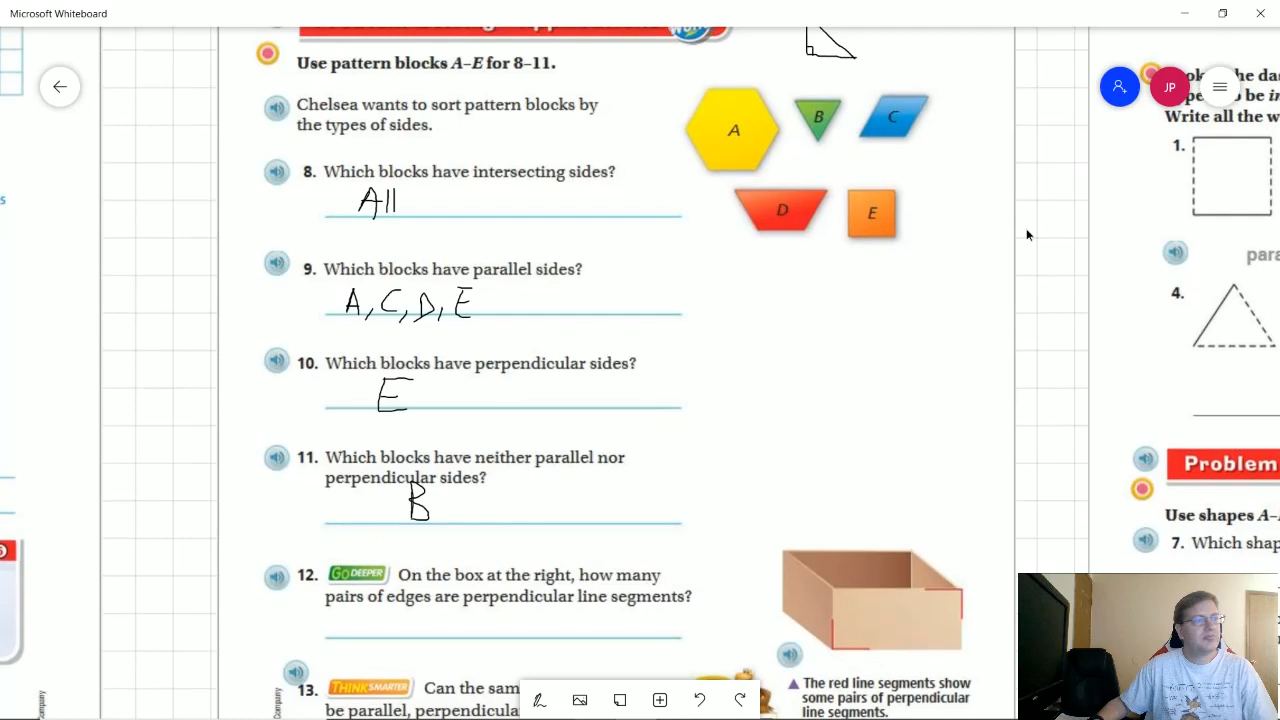 Microsoft Whiteboard
Use pattern blocks A–E for 8–11.
Chelsea wants to sort pattern blocks by
the types of sides.
8. Which blocks have intersecting sides?
All
9. Which blocks have parallel sides?
A, C, D, E
10. Which blocks have perpendicular sides?
E
11. Which blocks have neither parallel nor
perpendicular sides?
B
12. GO DEEPER On the box at the right, how many
pairs of edges are perpendicular line segments?
13. THINK SMARTER Can the sam
be parallel, perpendicula
A
B
C
D
E
▲ The red line segments show
some pairs of perpendicular
line segments.
JP
Write all the w
1.
para
4.
Problem
Use shapes A–
7. Which shap
Company